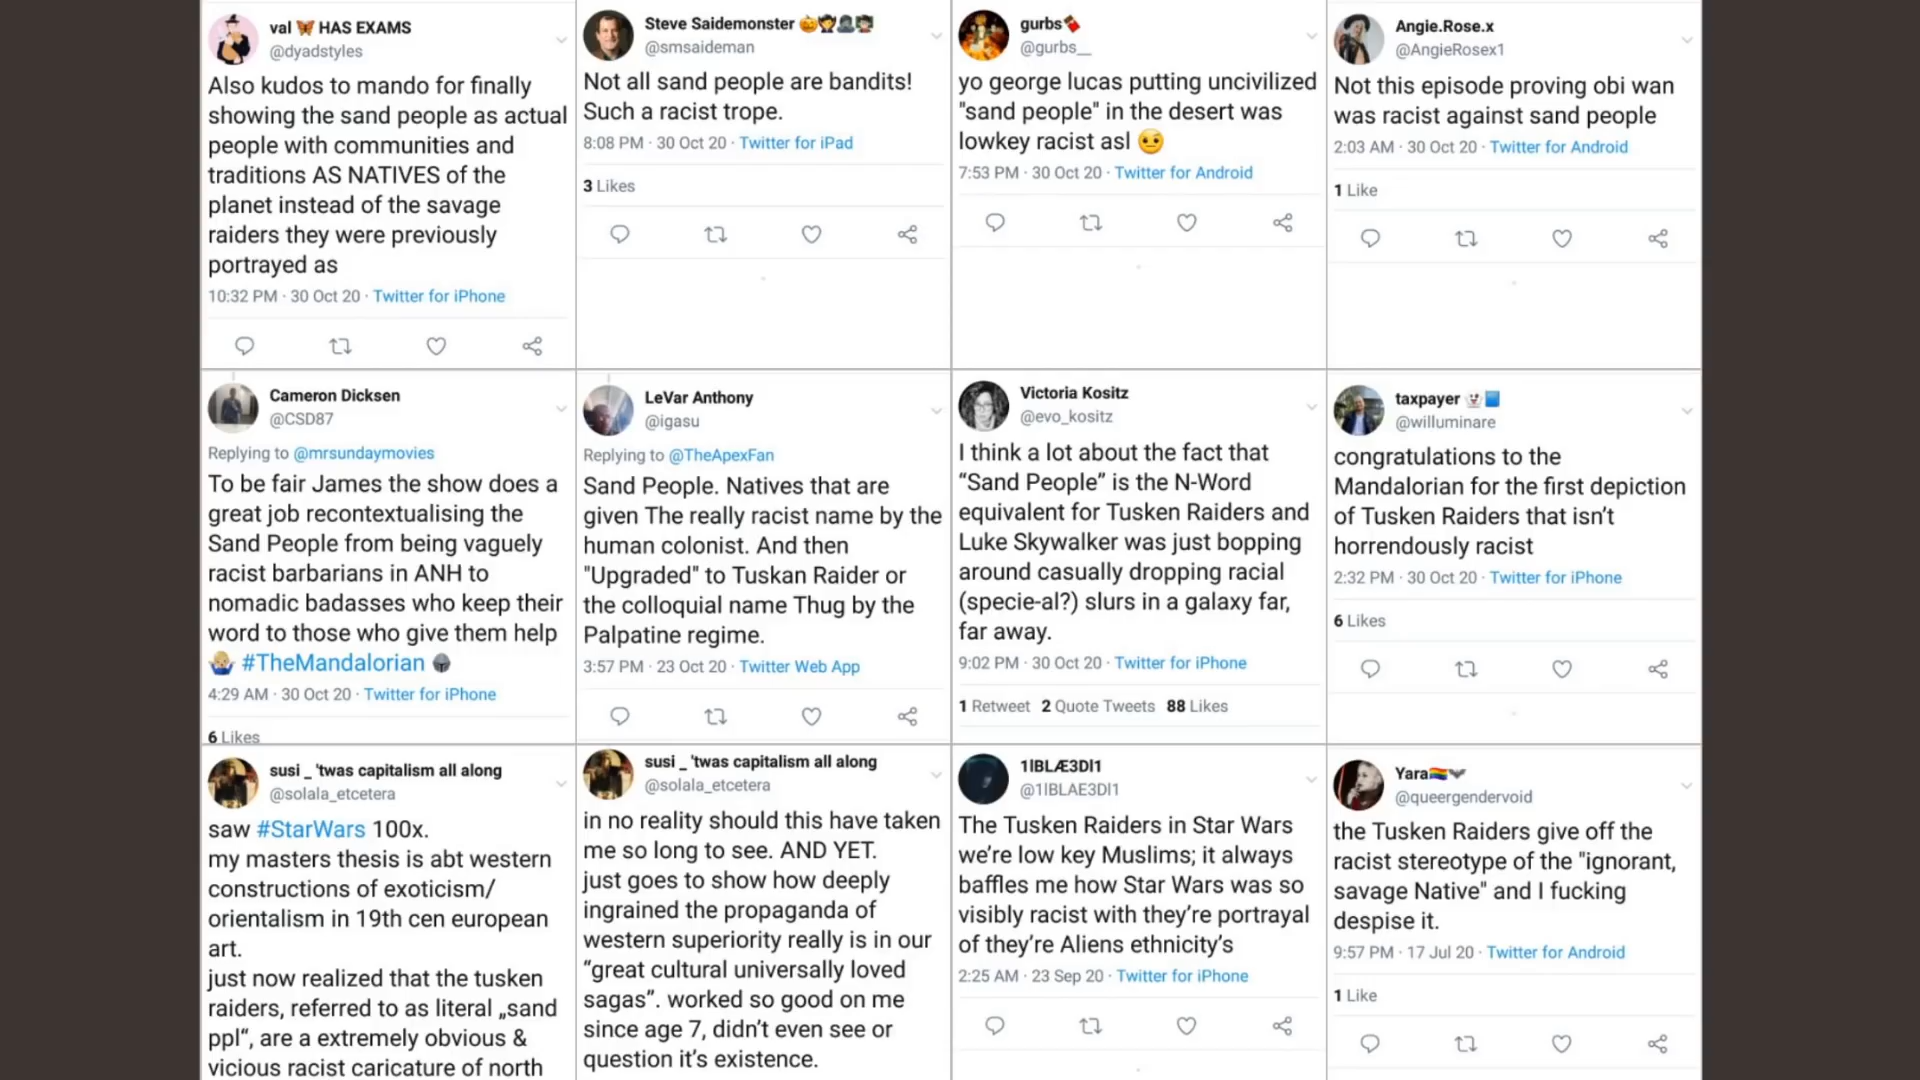 val 🦋 HAS EXAMS
@dyadstyles
Also kudos to mando for finally
showing the sand people as actual
people with communities and
traditions AS NATIVES of the
planet instead of the savage
raiders they were previously
portrayed as
10:32 PM · 30 Oct 20 · Twitter for iPhone
Steve Saidemonster
@smsaideman
Not all sand people are bandits!
Such a racist trope.
8:08 PM · 30 Oct 20 · Twitter for iPad
3 Likes
gurbs🍫
@gurbs__
yo george lucas putting uncivilized
"sand people" in the desert was
lowkey racist asl 🤨
7:53 PM · 30 Oct 20 · Twitter for Android
Angie.Rose.x
@AngieRosex1
Not this episode proving obi wan
was racist against sand people
2:03 AM · 30 Oct 20 · Twitter for Android
1 Like
Cameron Dicksen
@CSD87
Replying to @mrsundaymovies
To be fair James the show does a
great job recontextualising the
Sand People from being vaguely
racist barbarians in ANH to
nomadic badasses who keep their
word to those who give them help
🤷🏼‍♂️ #TheMandalorian
4:29 AM · 30 Oct 20 · Twitter for iPhone
6 Likes
LeVar Anthony
@igasu
Replying to @TheApexFan
Sand People. Natives that are
given The really racist name by the
human colonist. And then
"Upgraded" to Tuskan Raider or
the colloquial name Thug by the
Palpatine regime.
3:57 PM · 23 Oct 20 · Twitter Web App
Victoria Kositz
@evo_kositz
I think a lot about the fact that
“Sand People” is the N-Word
equivalent for Tusken Raiders and
Luke Skywalker was just bopping
around casually dropping racial
(specie-al?) slurs in a galaxy far,
far away.
9:02 PM · 30 Oct 20 · Twitter for iPhone
1 Retweet 2 Quote Tweets 88 Likes
taxpayer
@willuminare
congratulations to the
Mandalorian for the first depiction
of Tusken Raiders that isn’t
horrendously racist
2:32 PM · 30 Oct 20 · Twitter for iPhone
6 Likes
susi _ 'twas capitalism all along
@solala_etcetera
saw #StarWars 100x.
my masters thesis is abt western
constructions of exoticism/
orientalism in 19th cen european
art.
just now realized that the tusken
raiders, referred to as literal „sand
ppl“, are a extremely obvious &
vicious racist caricature of north
susi _ 'twas capitalism all along
@solala_etcetera
in no reality should this have taken
me so long to see. AND YET.
just goes to show how deeply
ingrained the propaganda of
western superiority really is in our
“great cultural universally loved
sagas”. worked so good on me
since age 7, didn’t even see or
question it’s existence.
1lBLÆ3Dl1
@1lBLAE3Dl1
The Tusken Raiders in Star Wars
we’re low key Muslims; it always
baffles me how Star Wars was so
visibly racist with they’re portrayal
of they’re Aliens ethnicity’s
2:25 AM · 23 Sep 20 · Twitter for iPhone
Yara🏳️‍🌈🦇
@queergendervoid
the Tusken Raiders give off the
racist stereotype of the "ignorant,
savage Native" and I fucking
despise it.
9:57 PM · 17 Jul 20 · Twitter for Android
1 Like